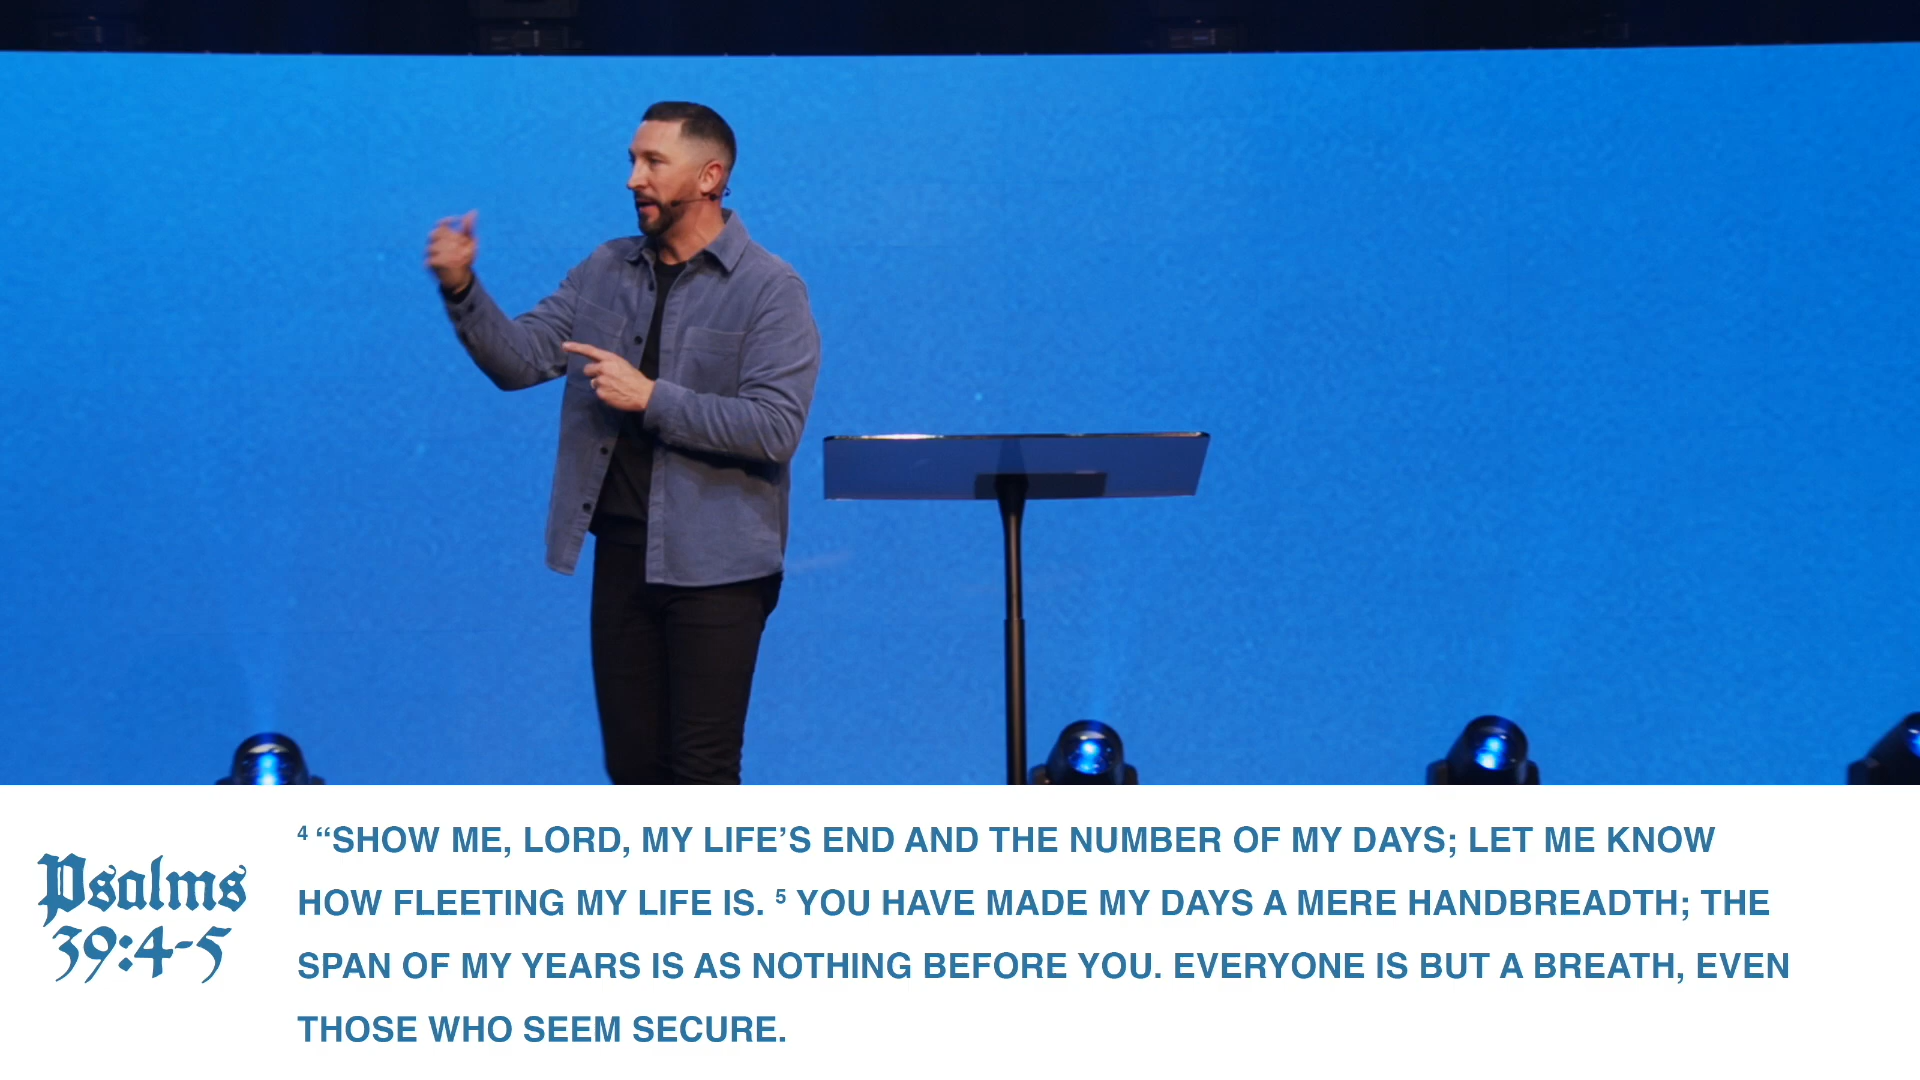 Psalms
39:4-5
⁴ “SHOW ME, LORD, MY LIFE’S END AND THE NUMBER OF MY DAYS; LET ME KNOW
HOW FLEETING MY LIFE IS. ⁵ YOU HAVE MADE MY DAYS A MERE HANDBREADTH; THE
SPAN OF MY YEARS IS AS NOTHING BEFORE YOU. EVERYONE IS BUT A BREATH, EVEN
THOSE WHO SEEM SECURE.